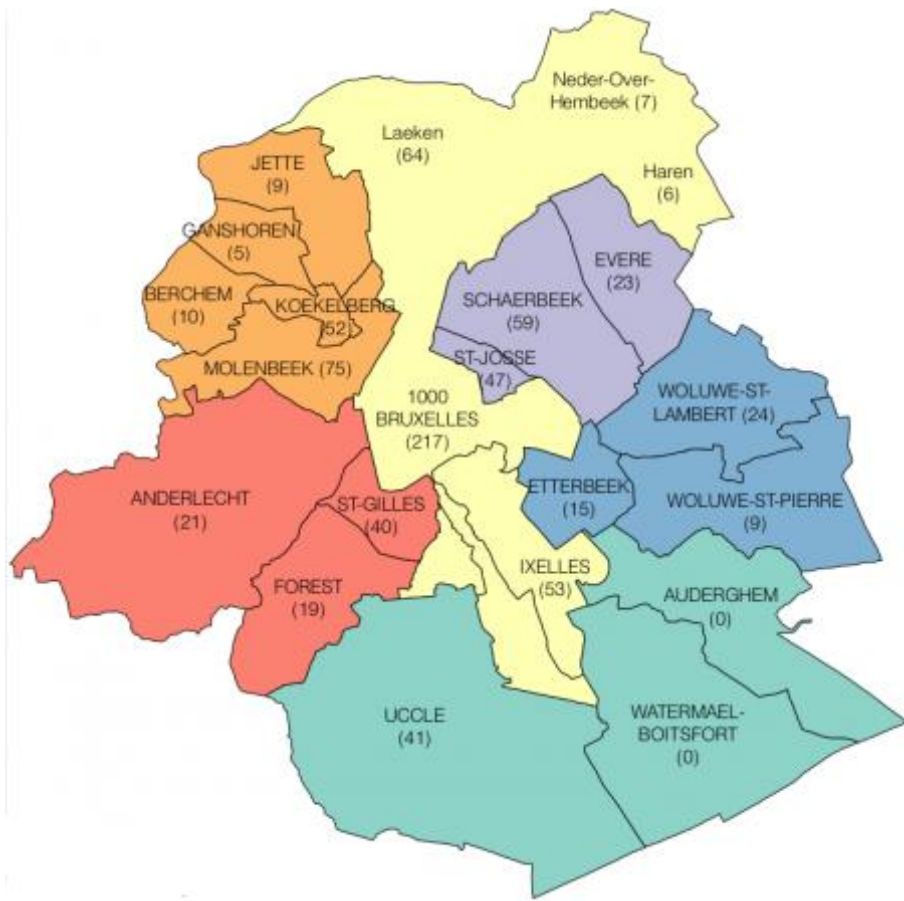 Neder-Over-
Hembeek (7)
Laeken
(64)
Haren
(6)
JETTE
(9)
GANSHOREN
(5)
EVERE
(23)
BERCHEM
(10)
KOEKELBERG
(52)
SCHAERBEEK
(59)
MOLENBEEK (75)
ST-JOSSE
(47)
WOLUWE-ST-
LAMBERT (24)
1000
BRUXELLES
(217)
ANDERLECHT
(21)
ST-GILLES
(40)
ETTERBEEK
(15)
WOLUWE-ST-PIERRE
(9)
FOREST
(19)
IXELLES
(53)
AUDERGHEM
(0)
UCCLE
(41)
WATERMAEL-
BOITSFORT
(0)